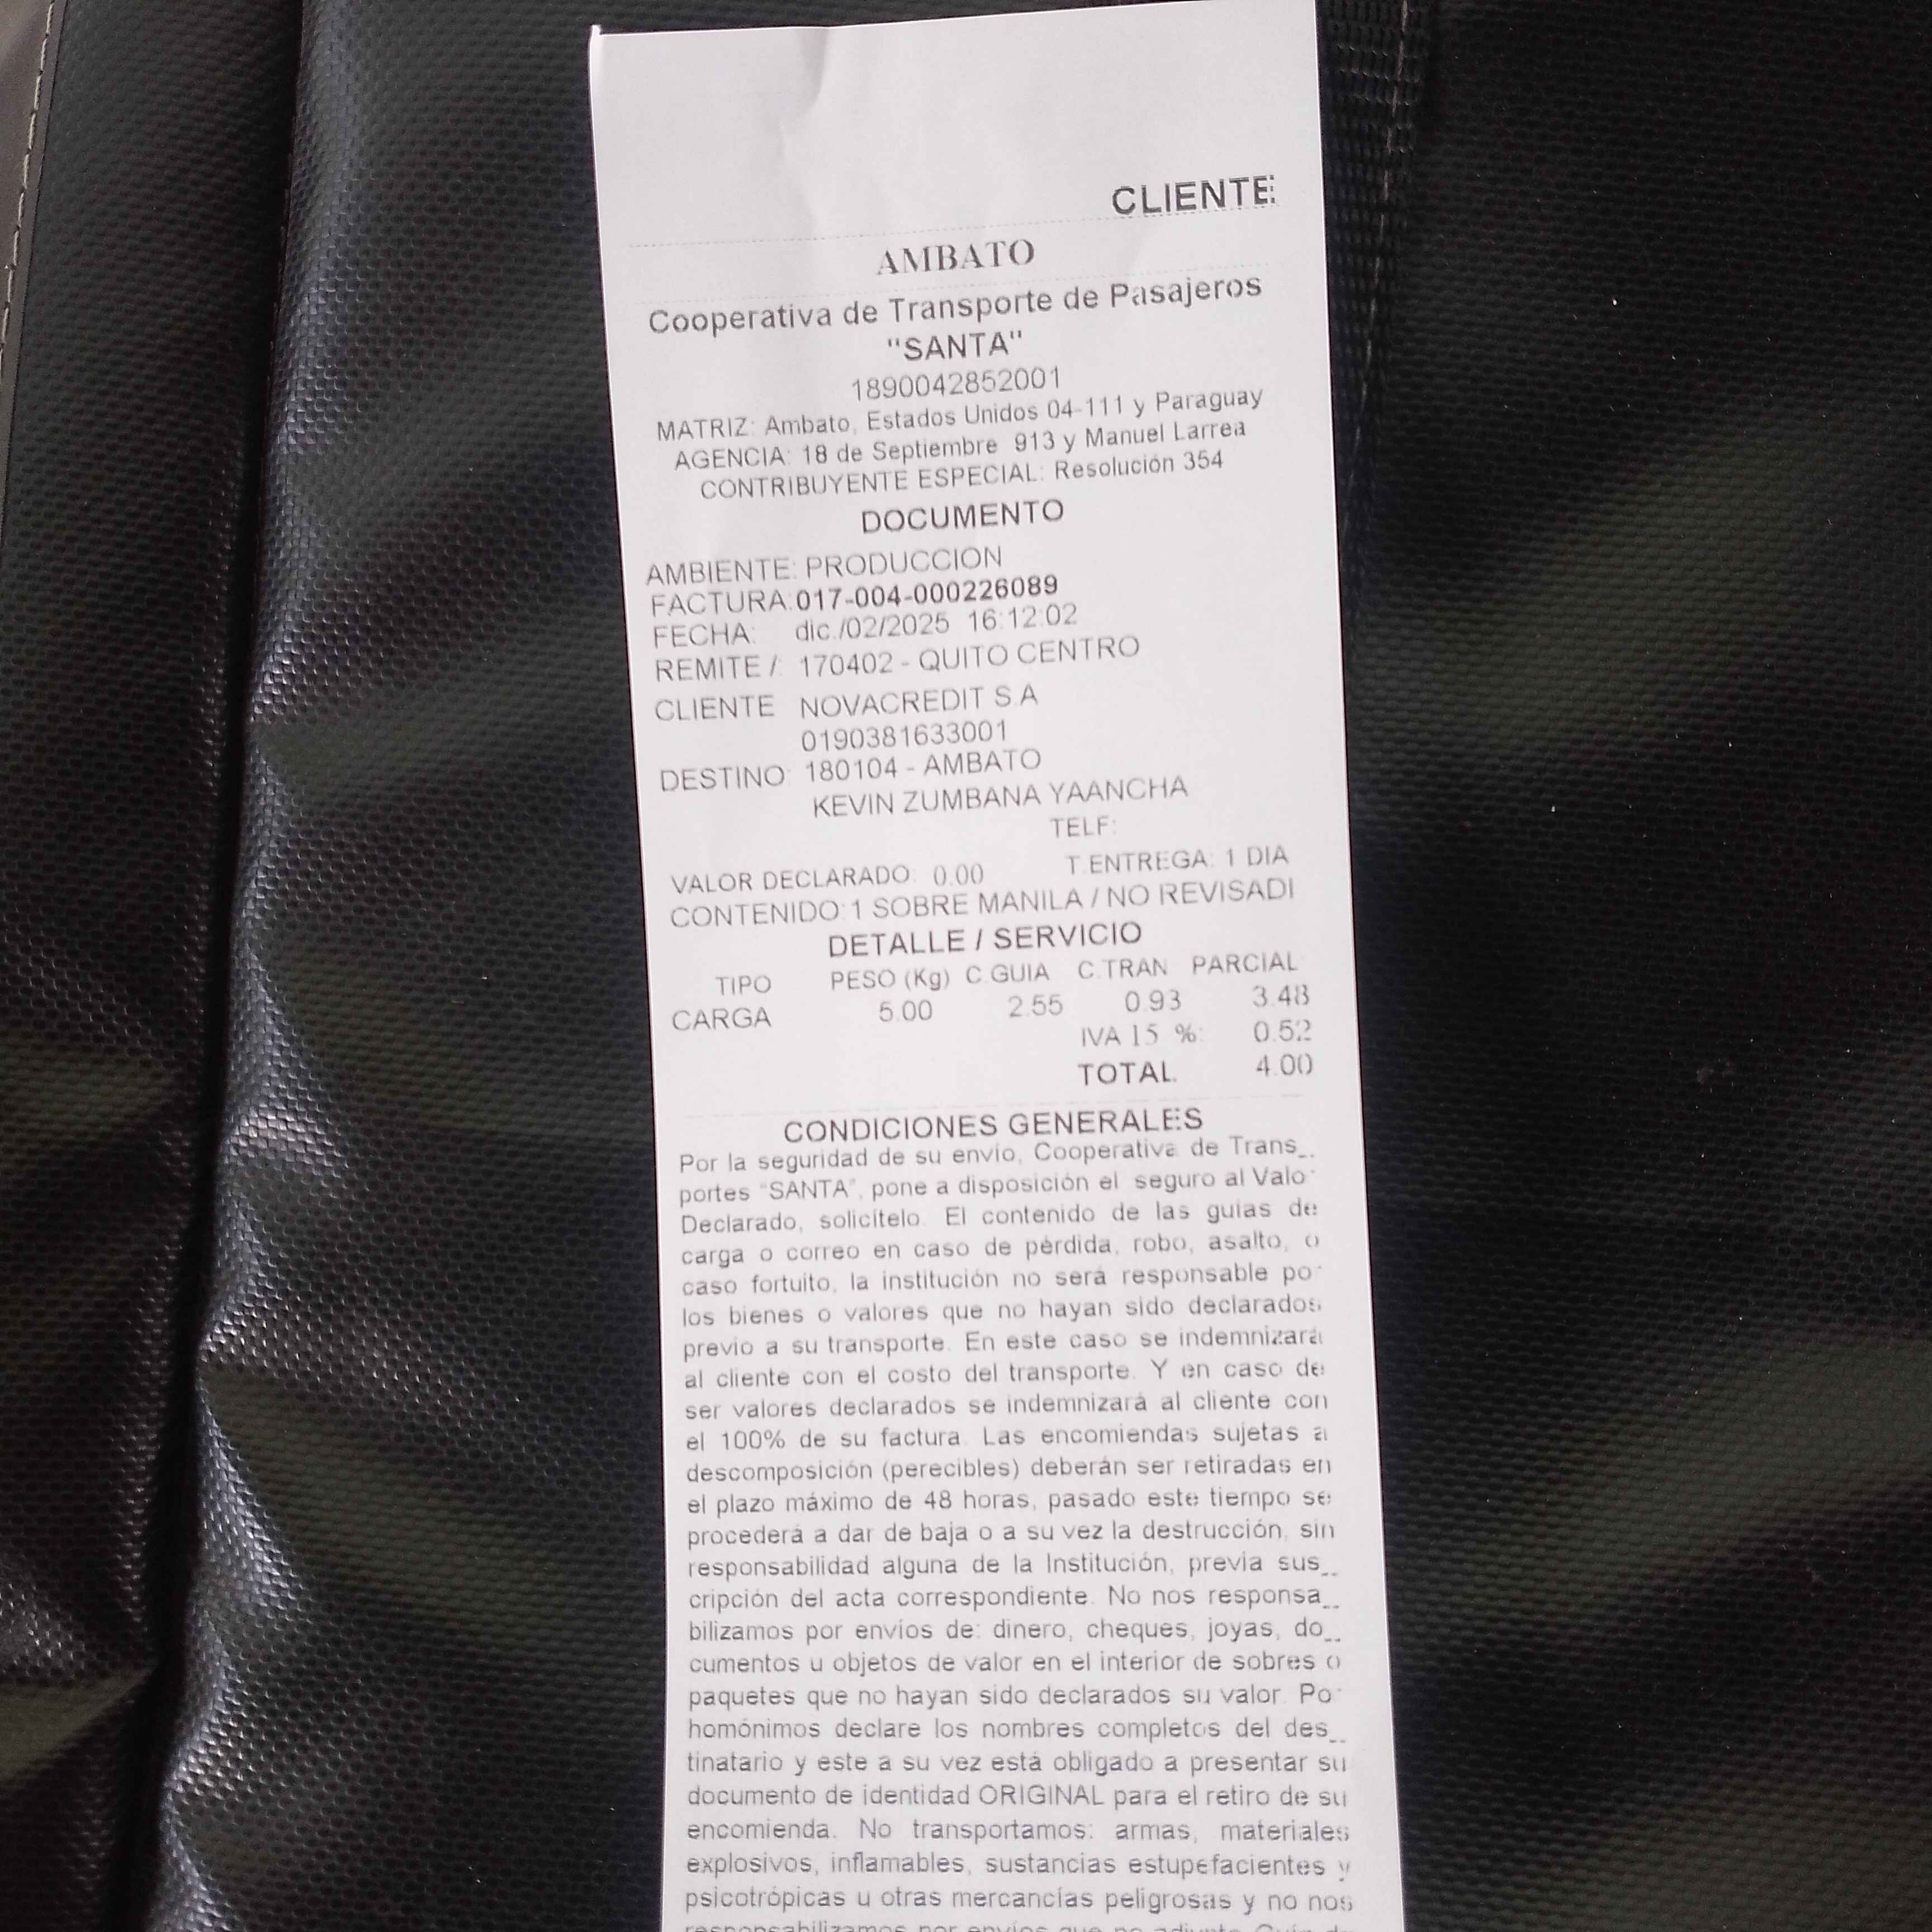 CLIENTE
AMBATO
Cooperativa de Transporte de Pasajeros
"SANTA"
1890042852001
MATRIZ: Ambato, Estados Unidos 04-111 y Paraguay
AGENCIA: 18 de Septiembre 913 y Manuel Larrea
CONTRIBUYENTE ESPECIAL: Resolución 354
DOCUMENTO
AMBIENTE: PRODUCCION
FACTURA: 017-004-000226089
FECHA: dic./02/2025 16:12:02
REMITE /: 170402 - QUITO CENTRO
CLIENTE NOVACREDIT S.A
0190381633001
DESTINO: 180104 - AMBATO
KEVIN ZUMBANA YAANCHA
TELF:
VALOR DECLARADO: 0.00 T.ENTREGA: 1 DIA
CONTENIDO: 1 SOBRE MANILA / NO REVISADI
DETALLE / SERVICIO
TIPO PESO (Kg) C.GUIA C.TRAN PARCIAL
CARGA 5.00 2.55 0.93 3.48
IVA 15 %: 0.52
TOTAL 4.00
CONDICIONES GENERALES
Por la seguridad de su envío, Cooperativa de Trans_
portes "SANTA", pone a disposición el seguro al Valo
Declarado, solicítelo. El contenido de las guías de
carga o correo en caso de pérdida, robo, asalto, o
caso fortuíto, la institución no será responsable po
los bienes o valores que no hayan sido declarados
previo a su transporte. En este caso se indemnizará
al cliente con el costo del transporte. Y en caso de
ser valores declarados se indemnizará al cliente con
el 100% de su factura. Las encomiendas sujetas a
descomposición (perecibles) deberán ser retiradas en
el plazo máximo de 48 horas, pasado este tiempo se
procederá a dar de baja o a su vez la destrucción, sin
responsabilidad alguna de la Institución, previa sus_
cripción del acta correspondiente. No nos responsa_
bilizamos por envíos de: dinero, cheques, joyas, do_
cumentos u objetos de valor en el interior de sobres o
paquetes que no hayan sido declarados su valor. Po
homónimos declare los nombres completos del des_
tinatario y este a su vez está obligado a presentar su
documento de identidad ORIGINAL para el retiro de su
encomienda. No transportamos: armas, materiales
explosivos, inflamables, sustancias estupefacientes y
psicotrópicas u otras mercancías peligrosas y no nos
responsabilizamos por envíos que no adjunte Guía de